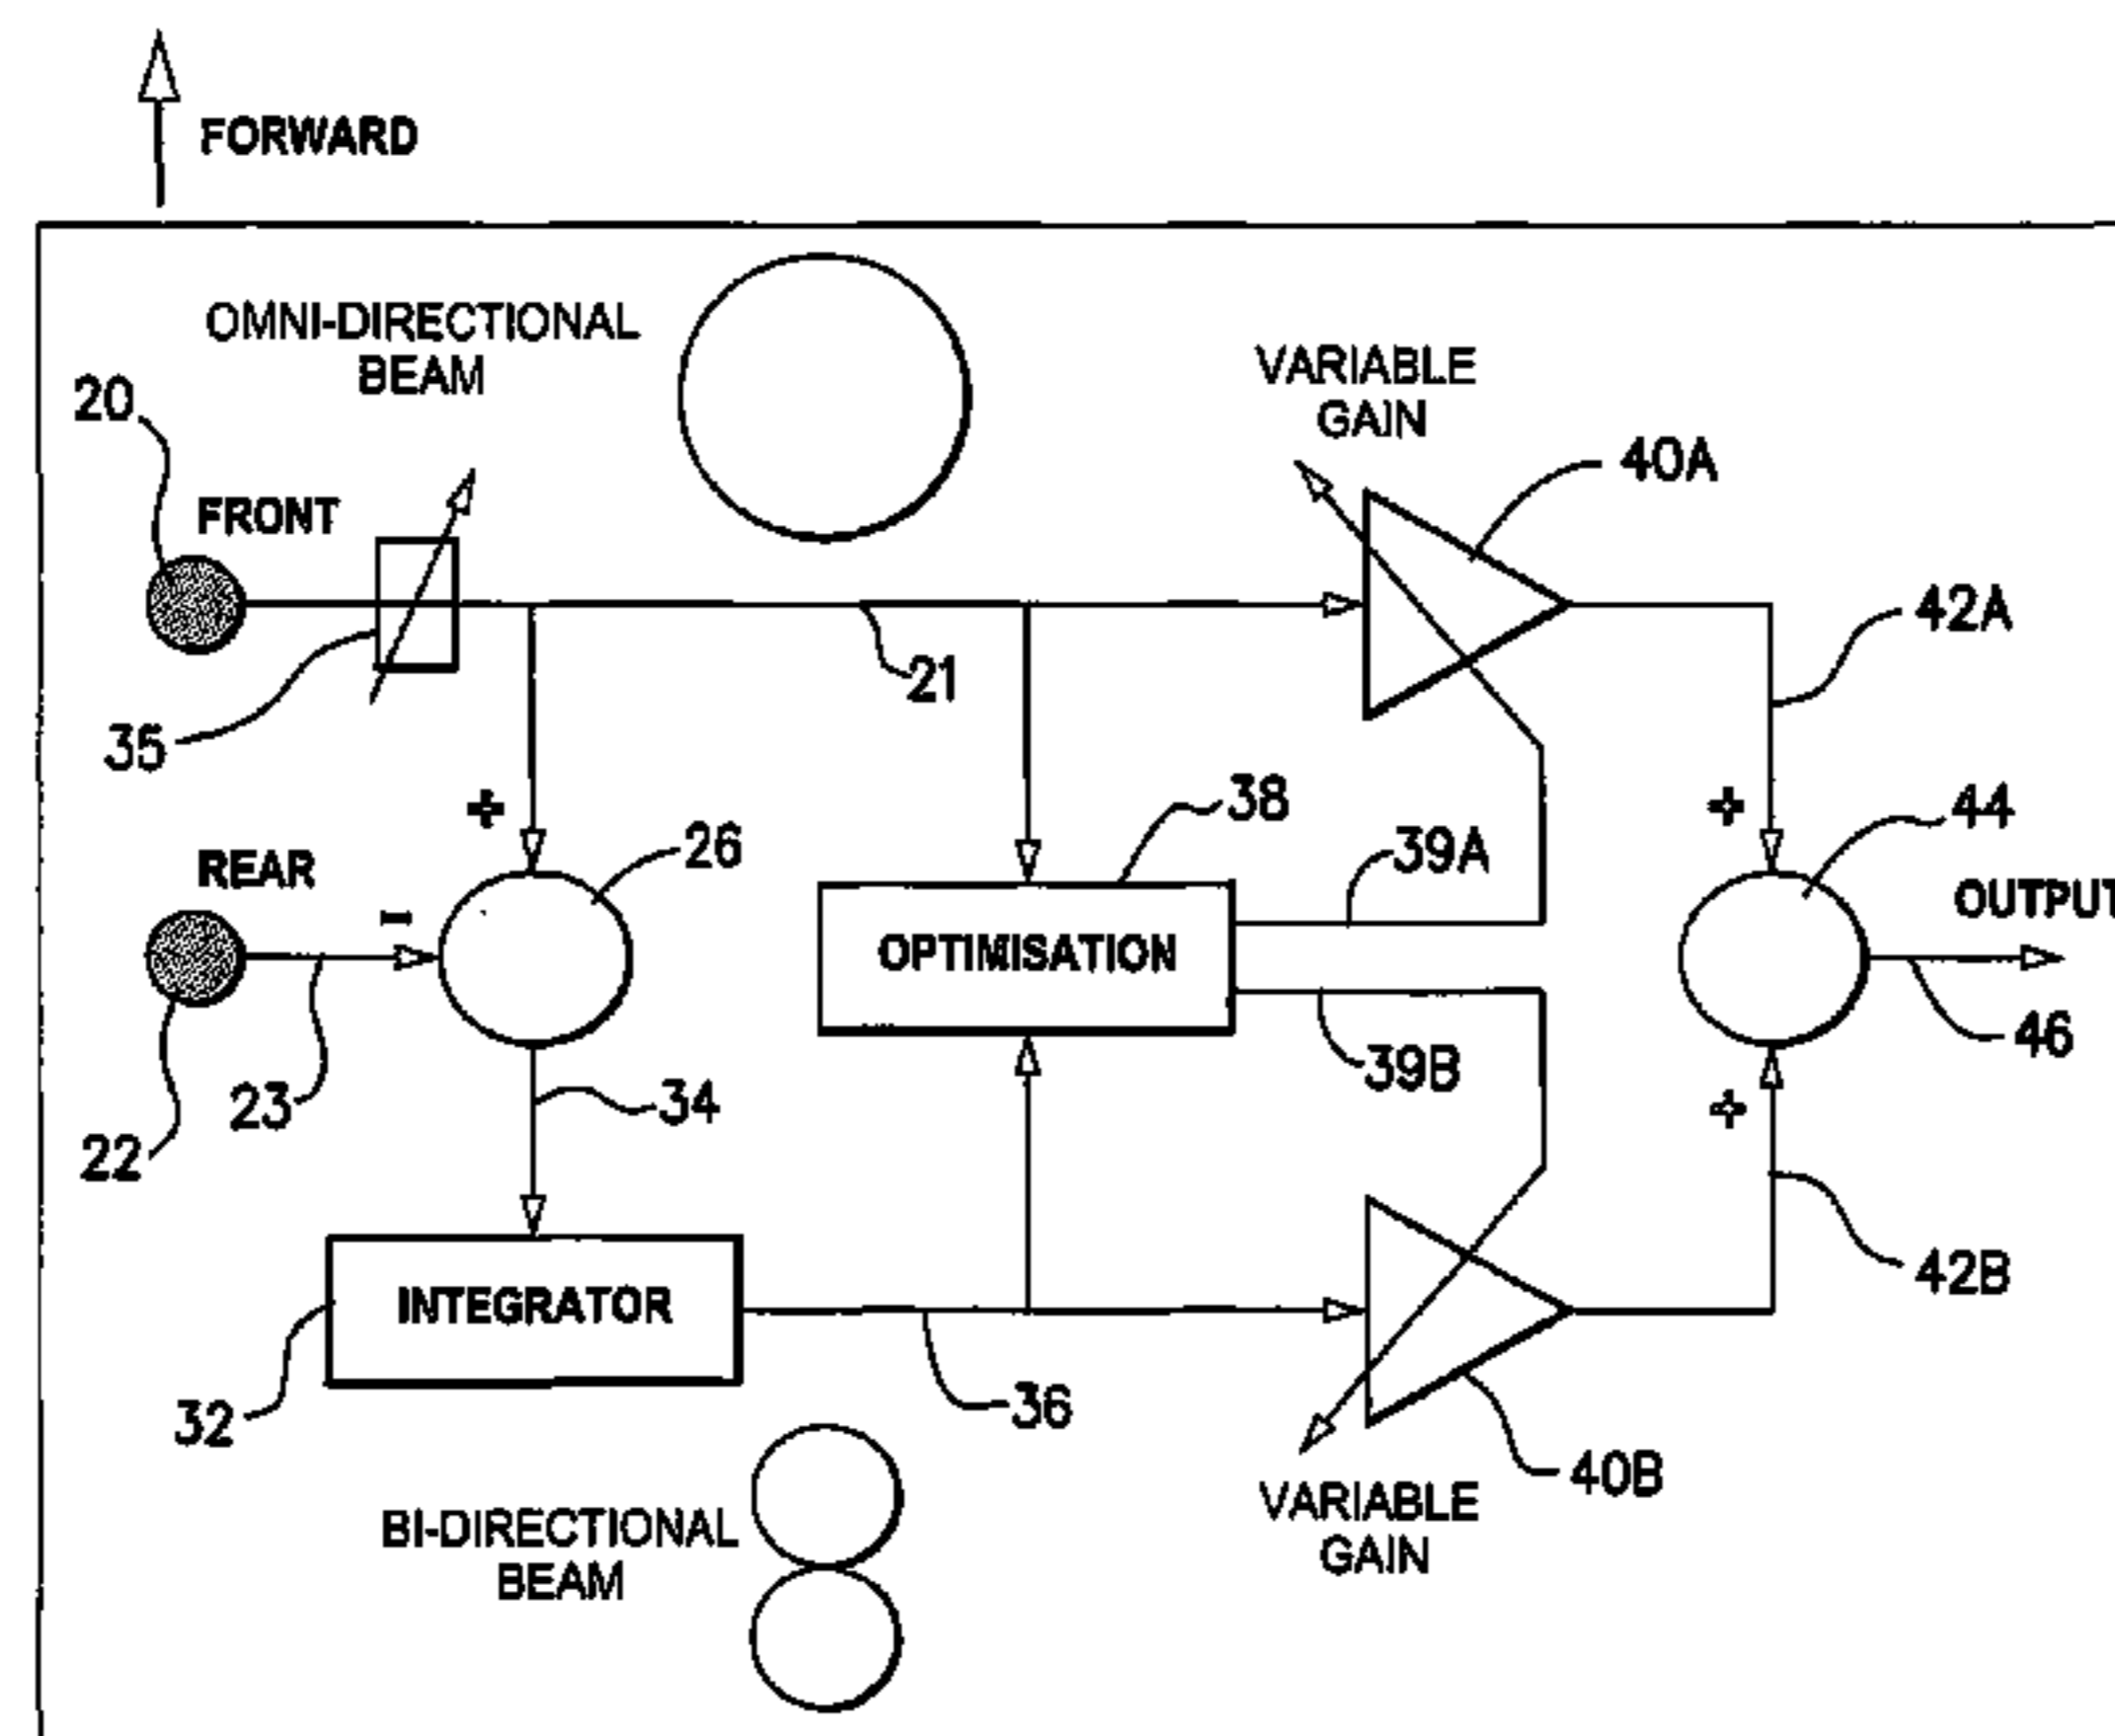 FORWARD
OMNI-DIRECTIONAL
BEAM
VARIABLE
GAIN
20
40A
FRONT
42A
21
35
+
+
38
44
26
39A
REAR
OUTPUT
-
OPTIMISATION
46
39B
23
34
+
22
42B
INTEGRATOR
36
32
40B
VARIABLE
GAIN
BI-DIRECTIONAL
BEAM